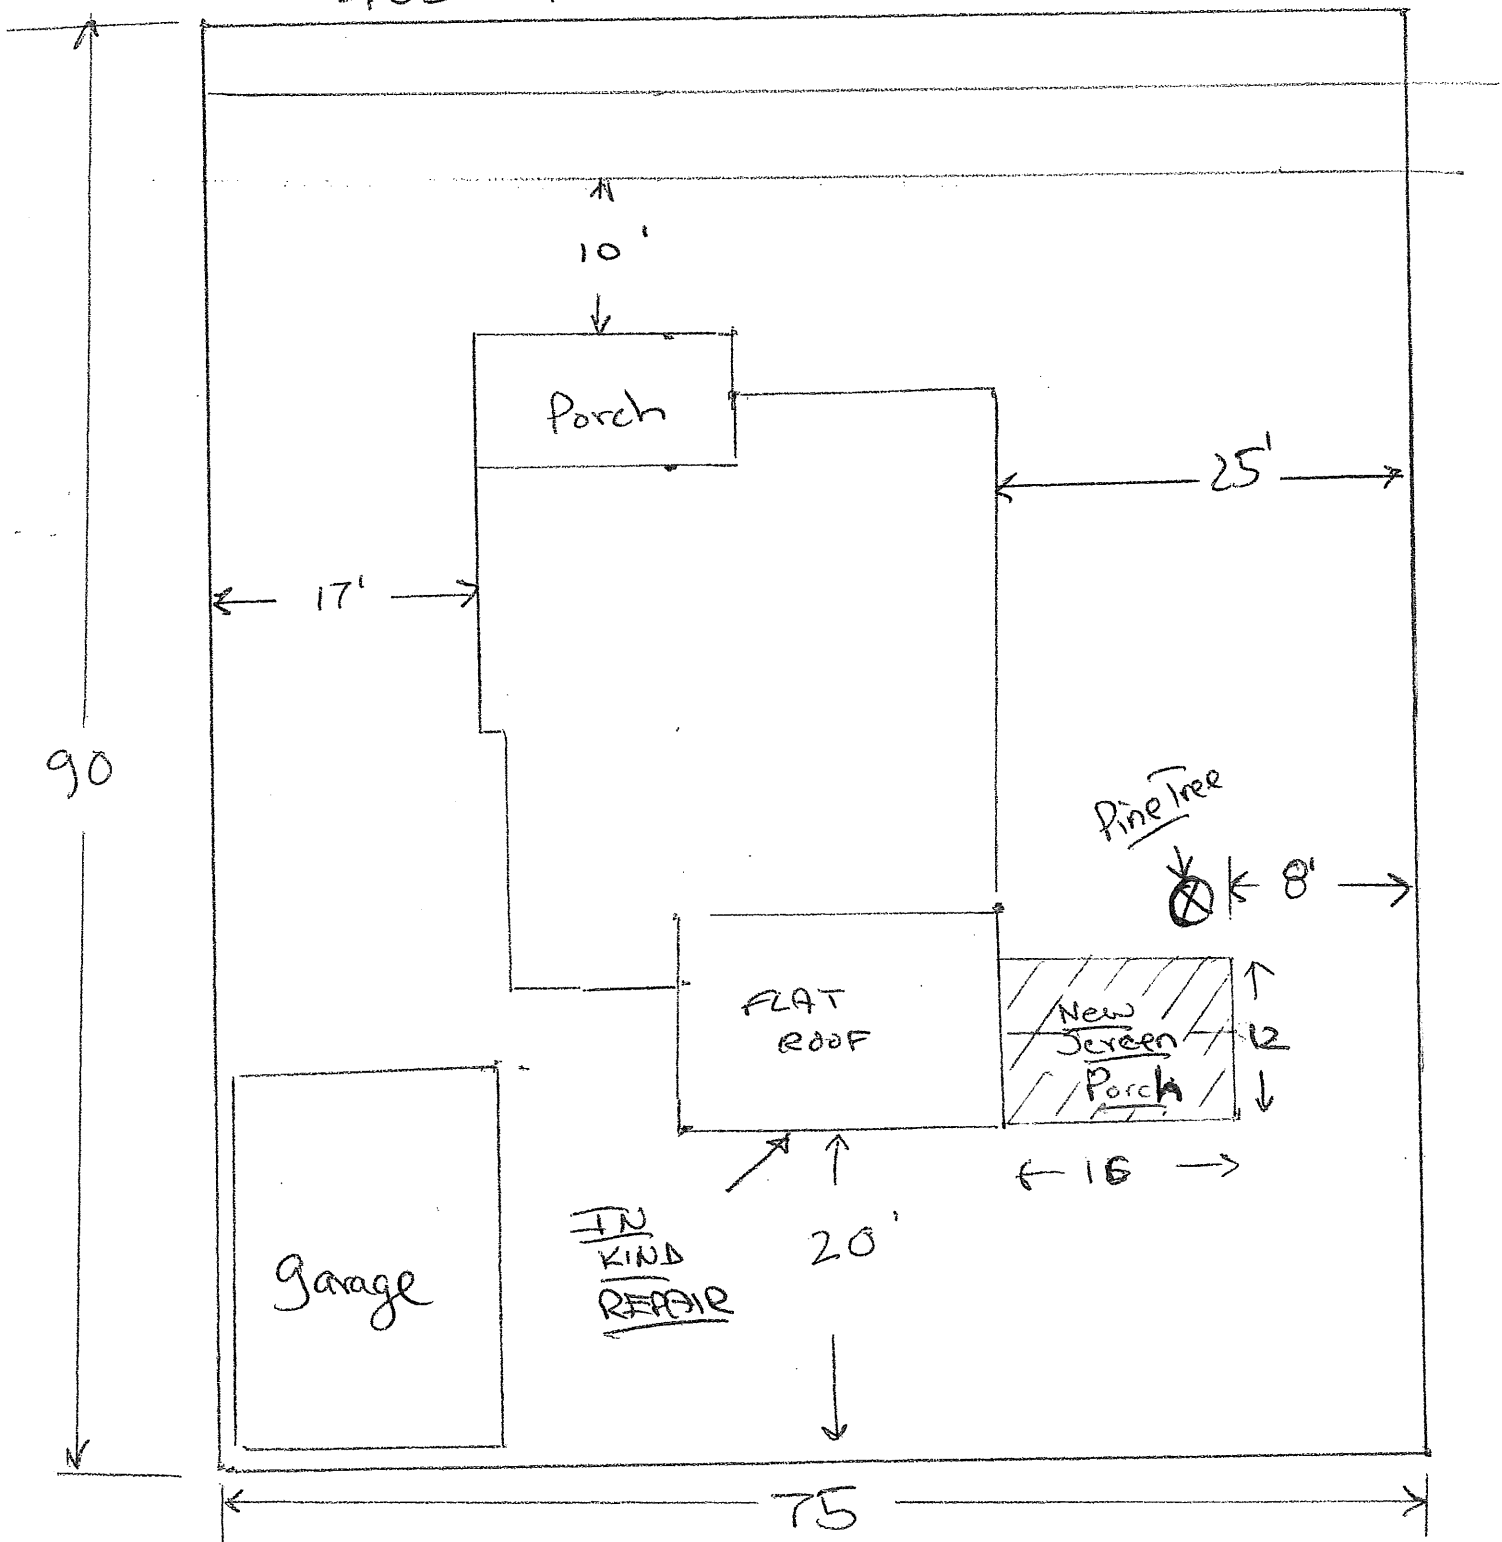 10'
Porch
25'
17'
90
Pine Tree
8'
FLAT
ROOF
New
Screen
Porch
12
16
IN
KIND
REPAIR
20'
garage
75